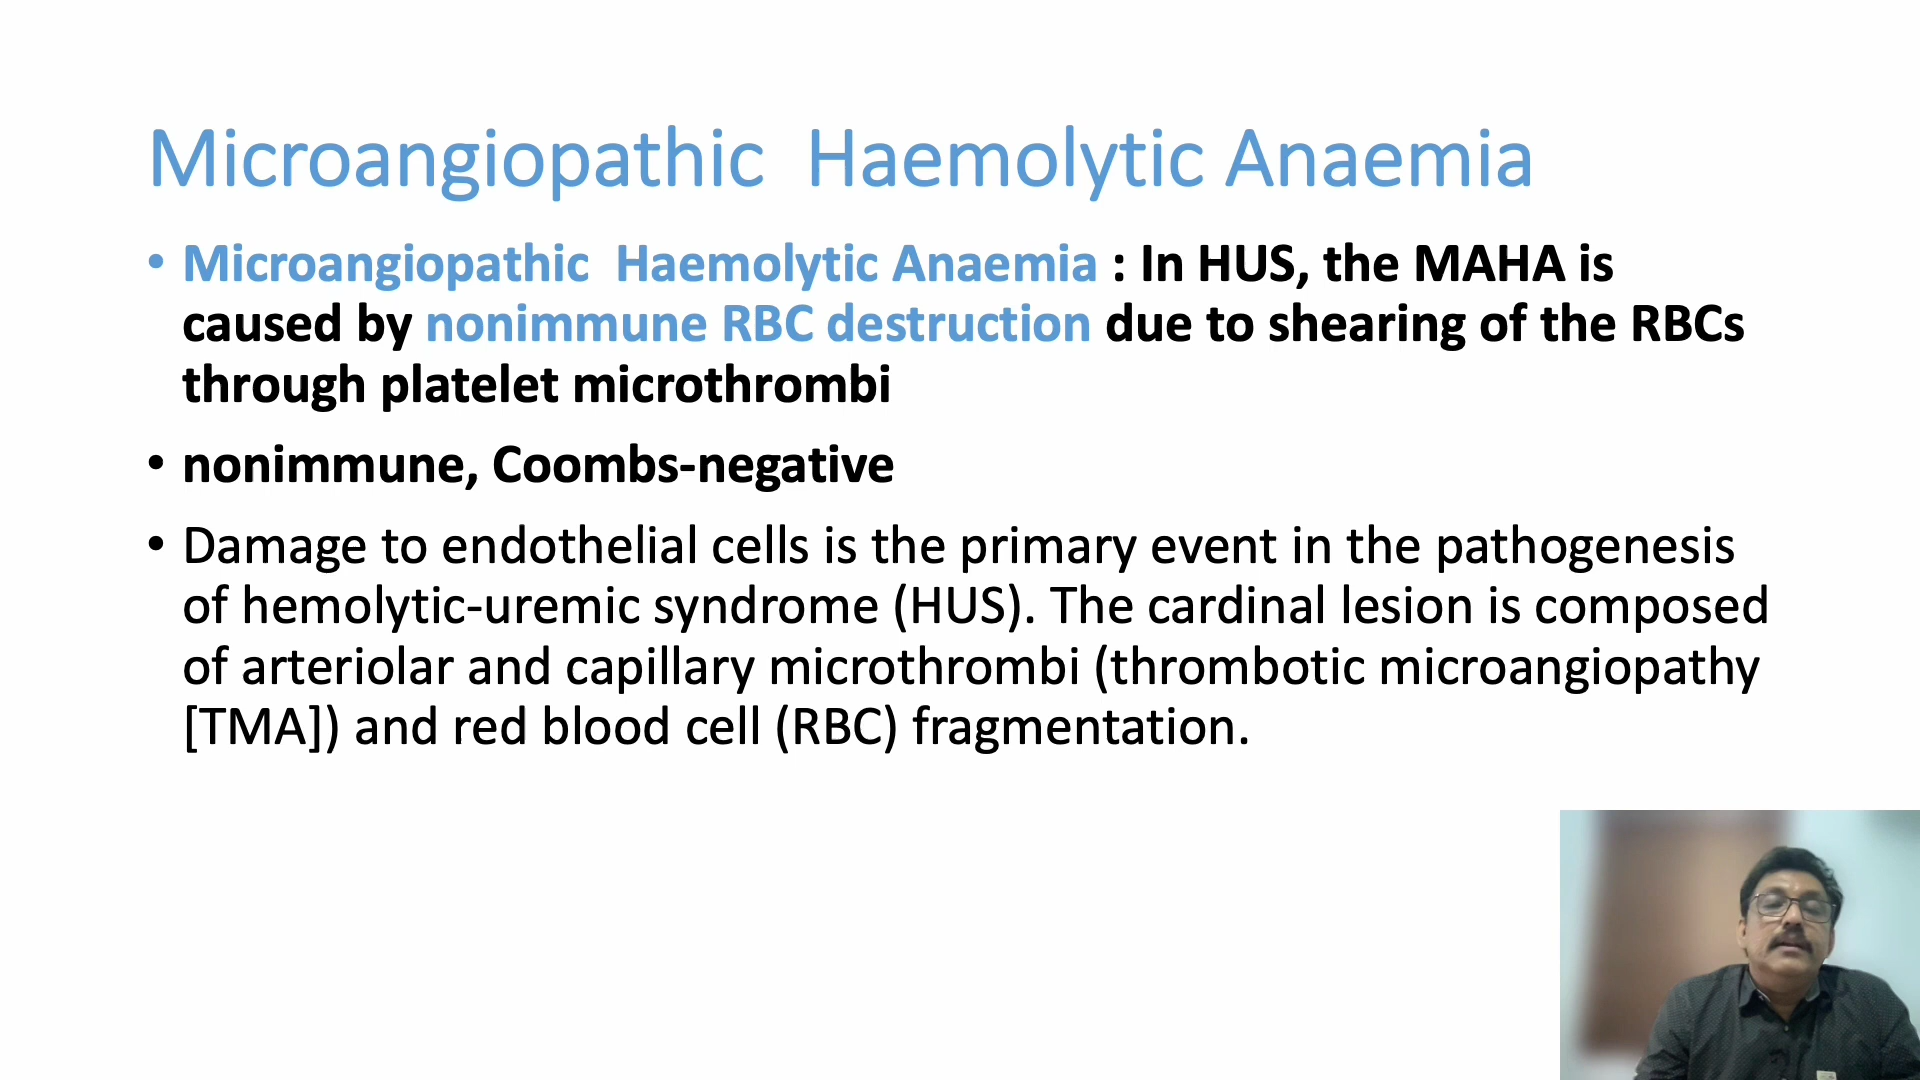 Microangiopathic  Haemolytic Anaemia
• Microangiopathic  Haemolytic Anaemia : In HUS, the MAHA is
caused by nonimmune RBC destruction due to shearing of the RBCs
through platelet microthrombi
• nonimmune, Coombs-negative
• Damage to endothelial cells is the primary event in the pathogenesis
of hemolytic-uremic syndrome (HUS). The cardinal lesion is composed
of arteriolar and capillary microthrombi (thrombotic microangiopathy
[TMA]) and red blood cell (RBC) fragmentation.